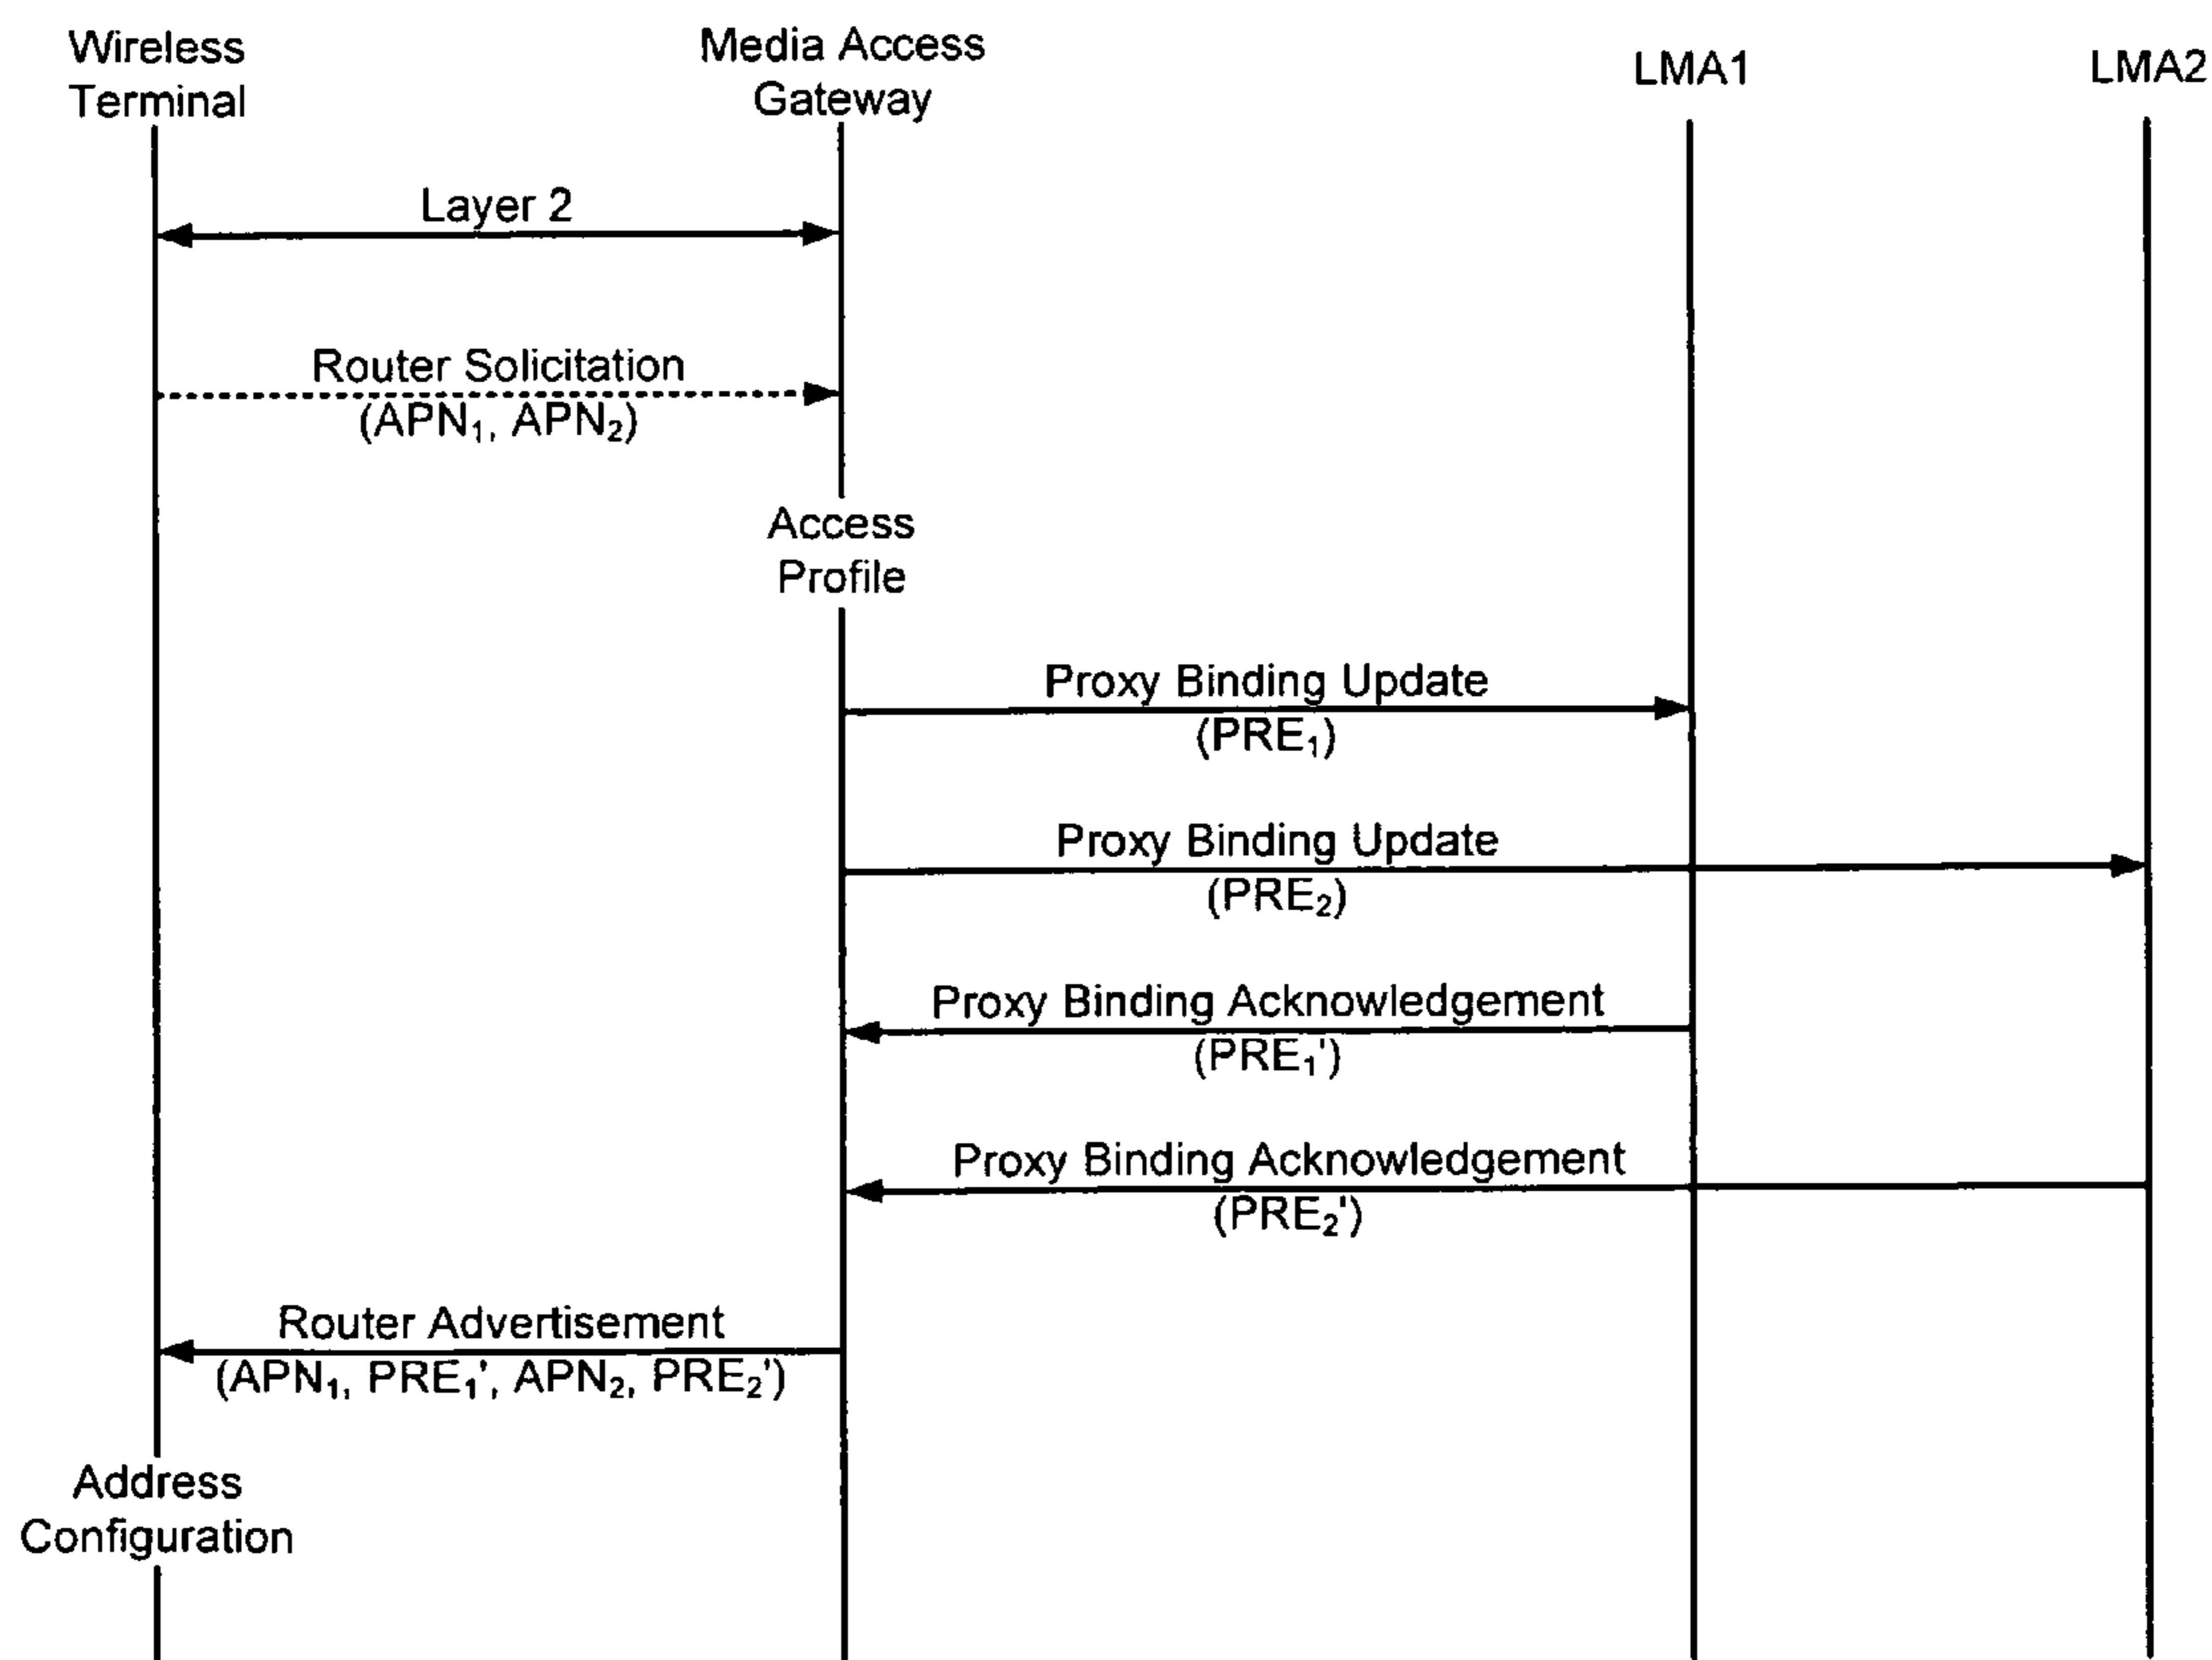 Wireless
Terminal
Media Access
Gateway
LMA1
LMA2
Layer 2
Router Solicitation
(APN₁, APN₂)
Access
Profile
Proxy Binding Update
(PRE₁)
Proxy Binding Update
(PRE₂)
Proxy Binding Acknowledgement
(PRE₁')
Proxy Binding Acknowledgement
(PRE₂')
Router Advertisement
(APN₁, PRE₁', APN₂, PRE₂')
Address
Configuration